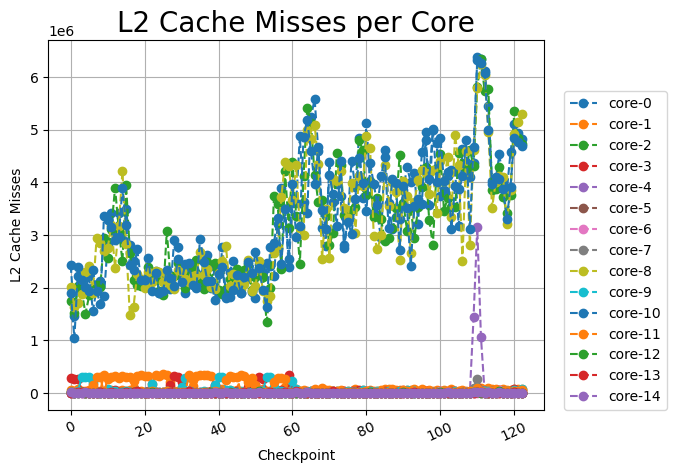 L2 Cache Misses per Core
1e6
6
5
4
3
2
1
0
L2 Cache Misses
0 20 40 60 80 100 120
Checkpoint
core-0
core-1
core-2
core-3
core-4
core-5
core-6
core-7
core-8
core-9
core-10
core-11
core-12
core-13
core-14